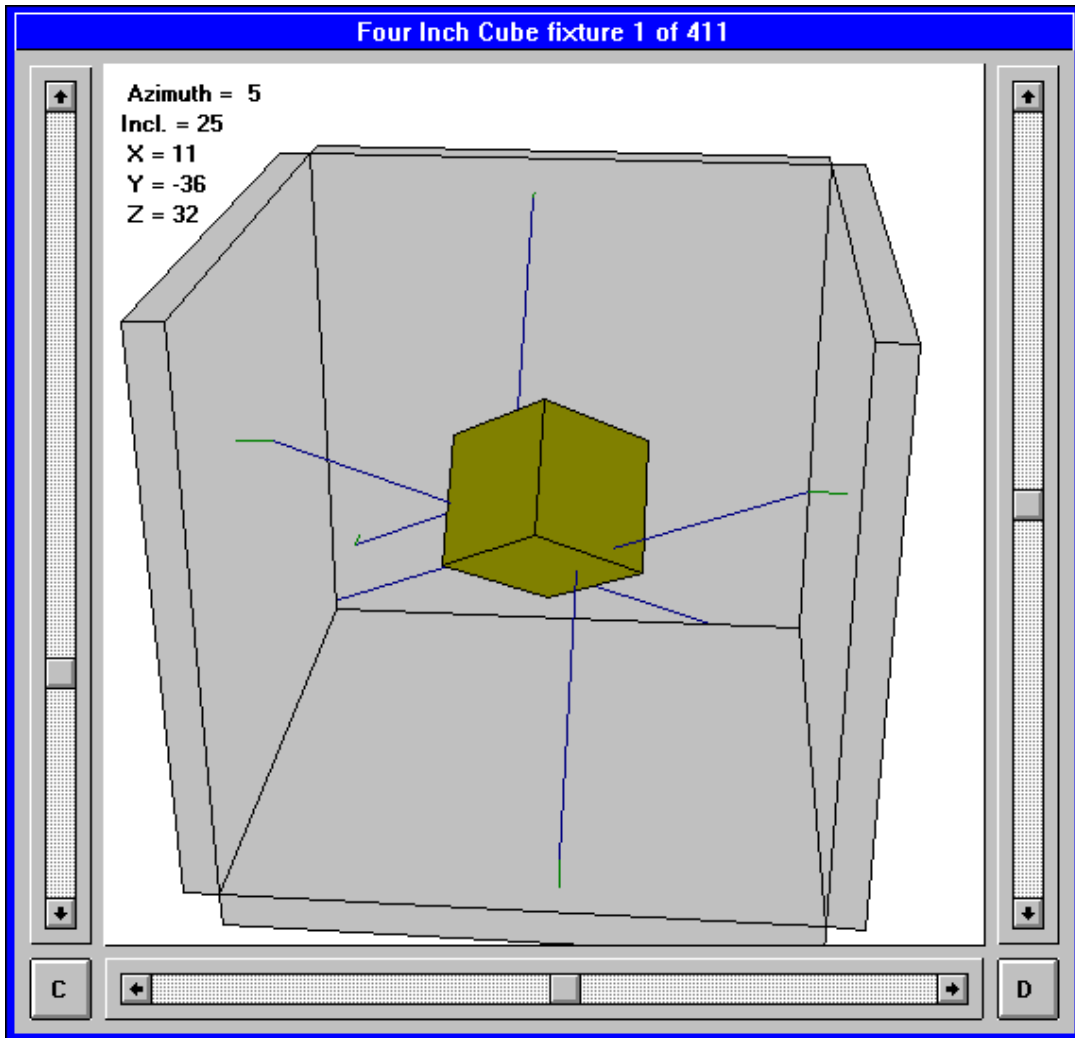 Four Inch Cube fixture 1 of 411
Azimuth = 5
Incl. = 25
X = 11
Y = -36
Z = 32
C
D